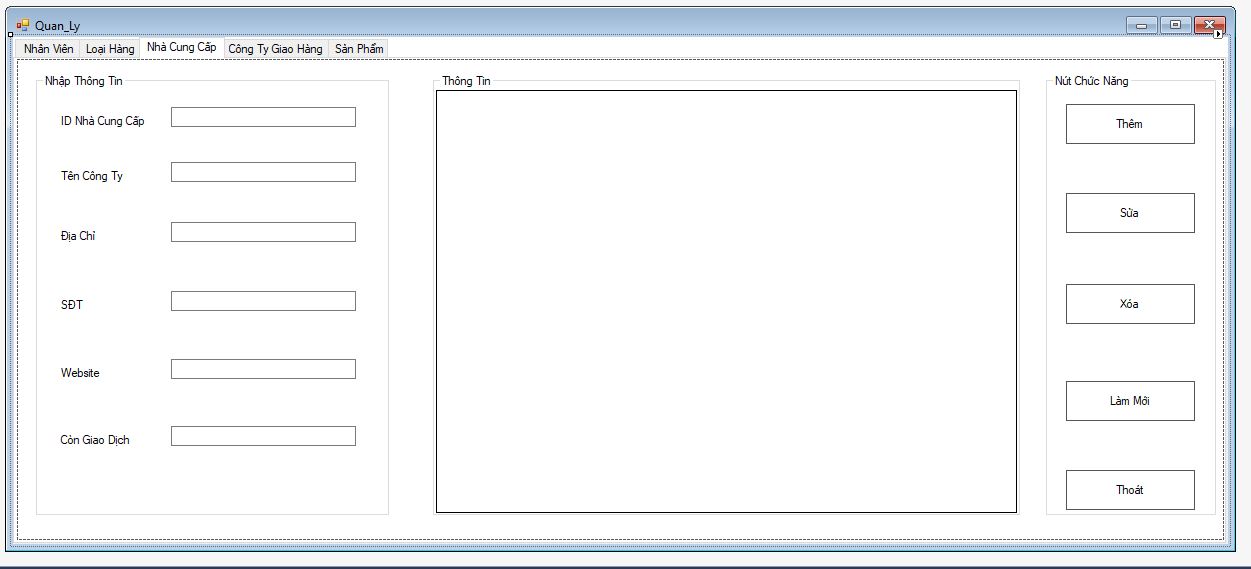 Quan_Ly
Nhân Viên Loại Hàng Nhà Cung Cấp Công Ty Giao Hàng Sản Phẩm
Nhập Thông Tin
ID Nhà Cung Cấp
Tên Công Ty
Địa Chỉ
SĐT
Website
Còn Giao Dịch
Thông Tin
Nút Chức Năng
Thêm
Sửa
Xóa
Làm Mới
Thoát